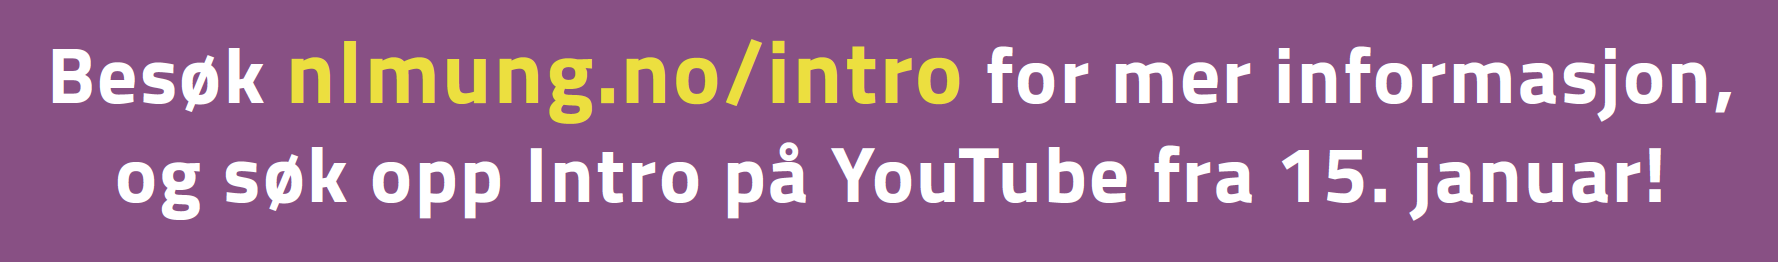 Besøk nlmung.no/intro for mer informasjon,
og søk opp Intro på YouTube fra 15. januar!